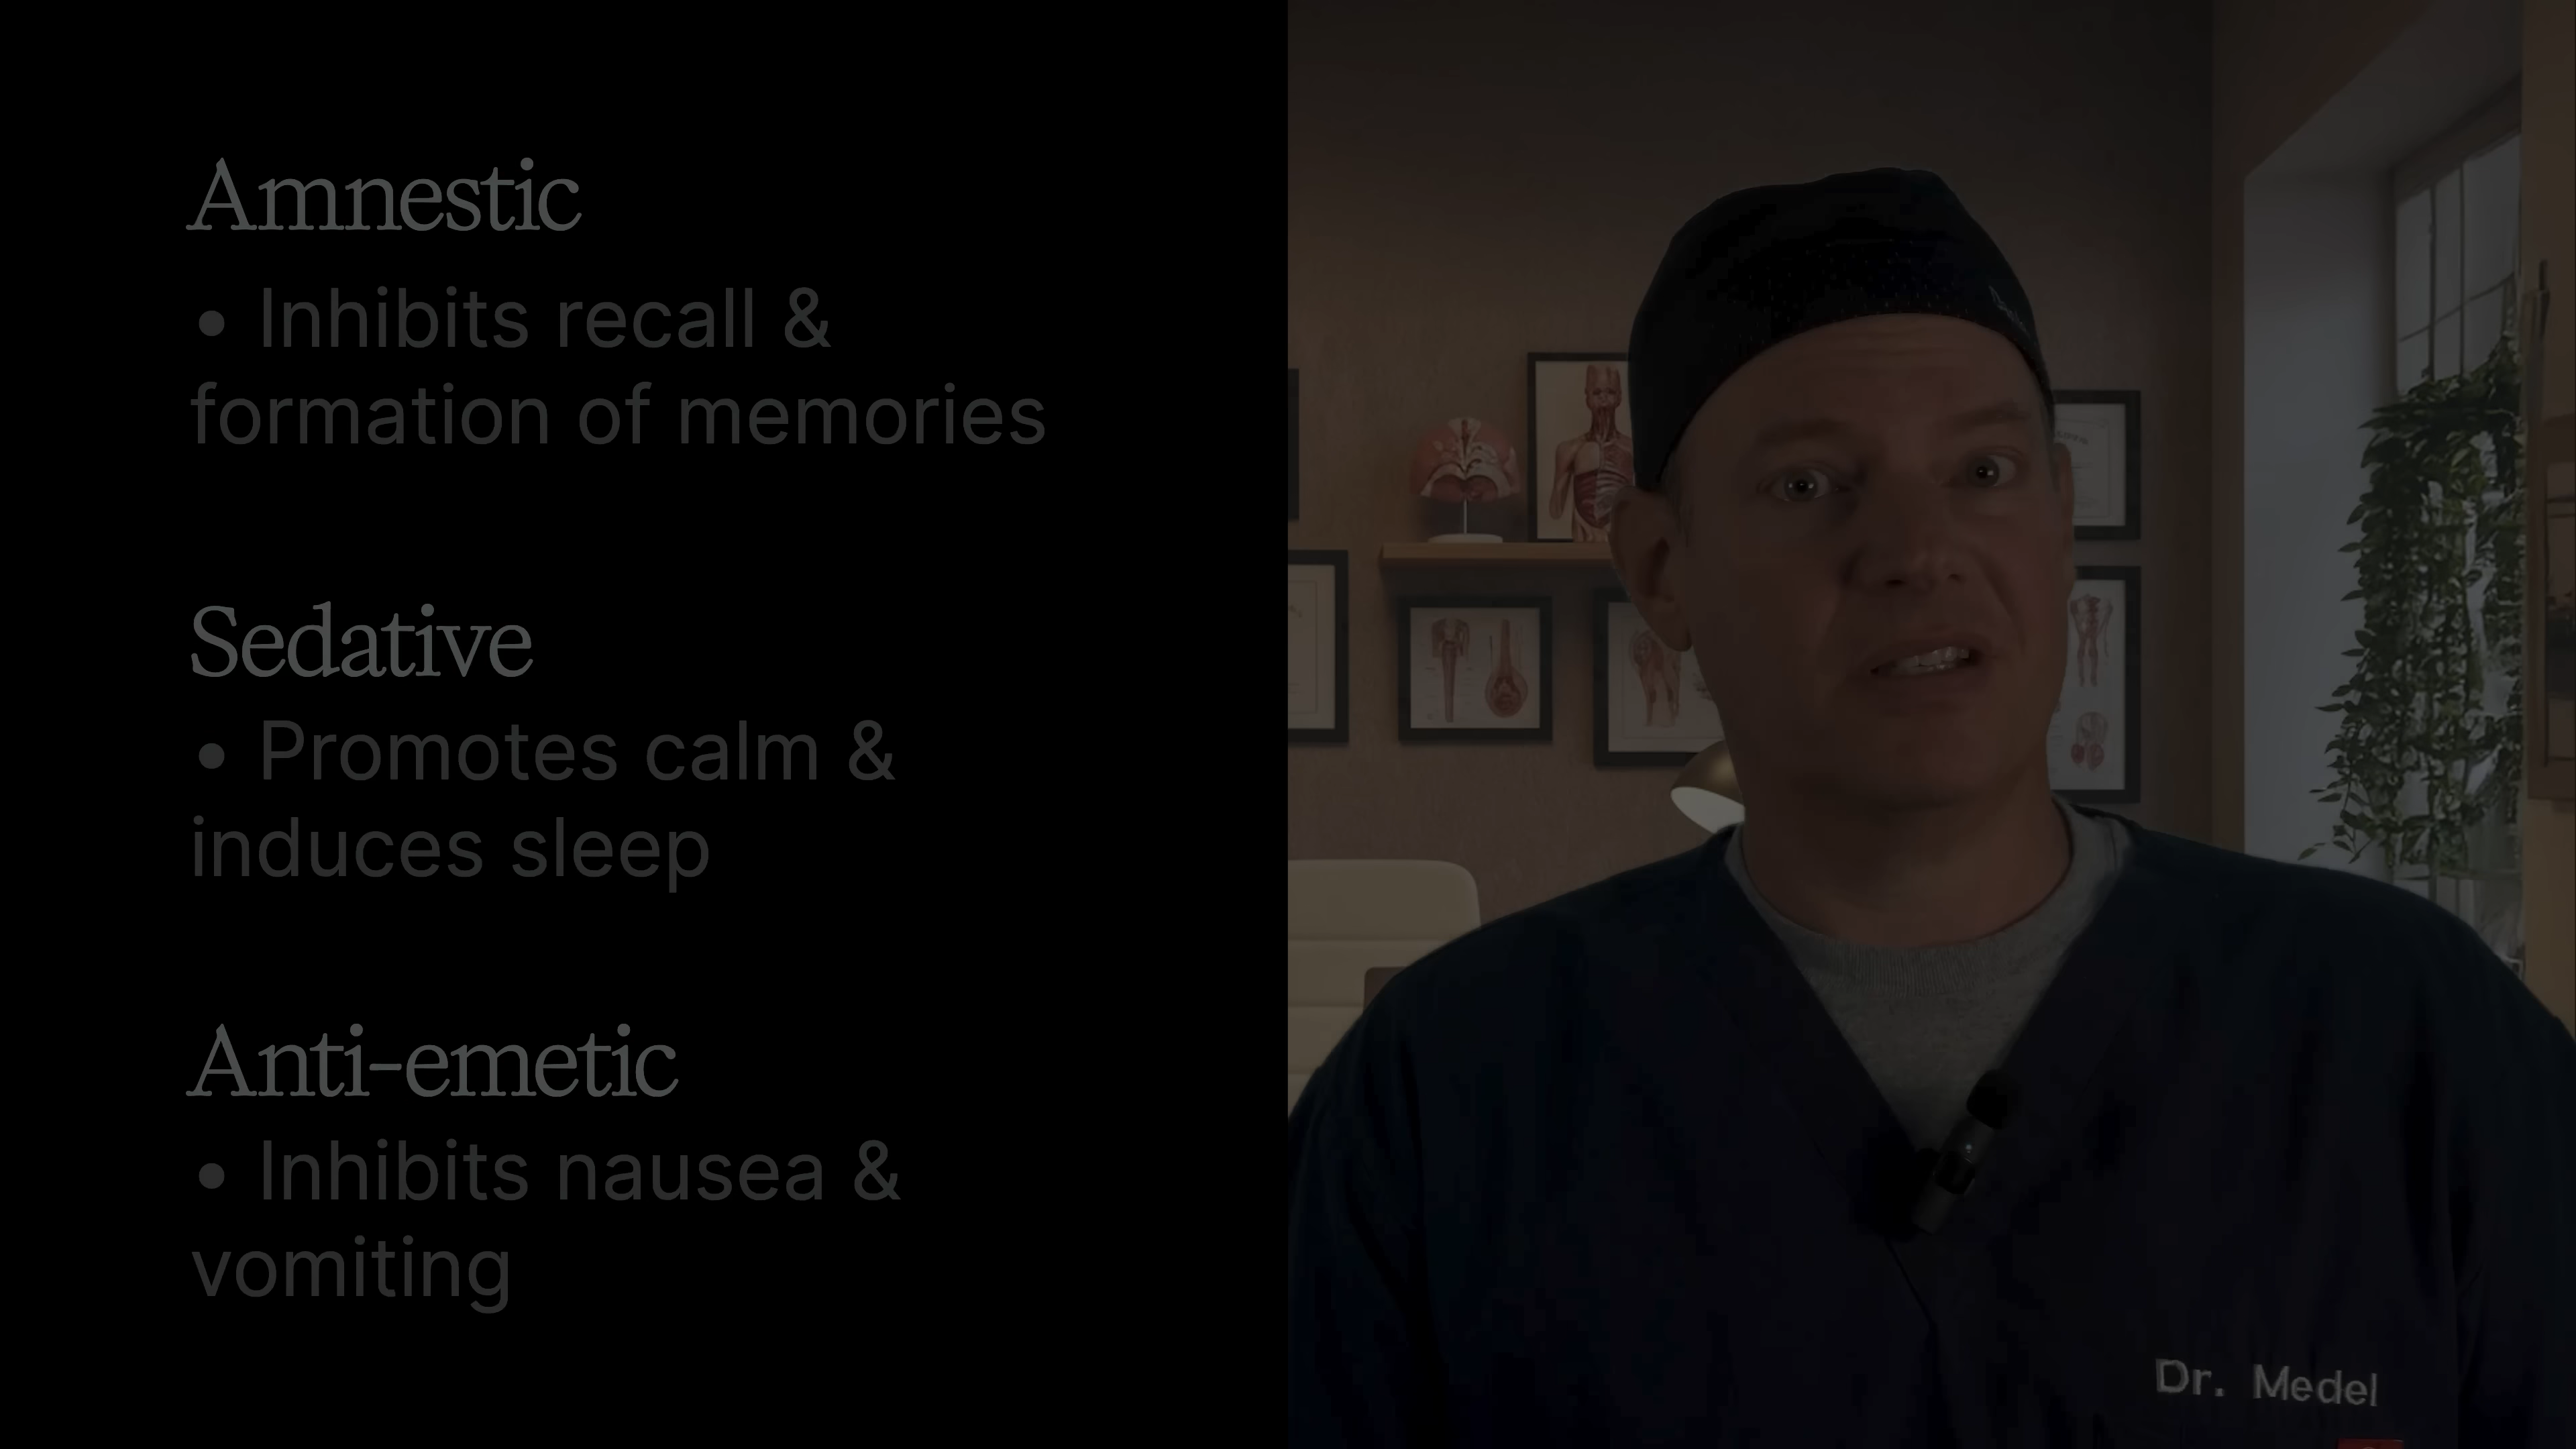 Amnestic
• Inhibits recall &
formation of memories
Sedative
• Promotes calm &
induces sleep
Anti-emetic
• Inhibits nausea &
vomiting
Dr. Medel